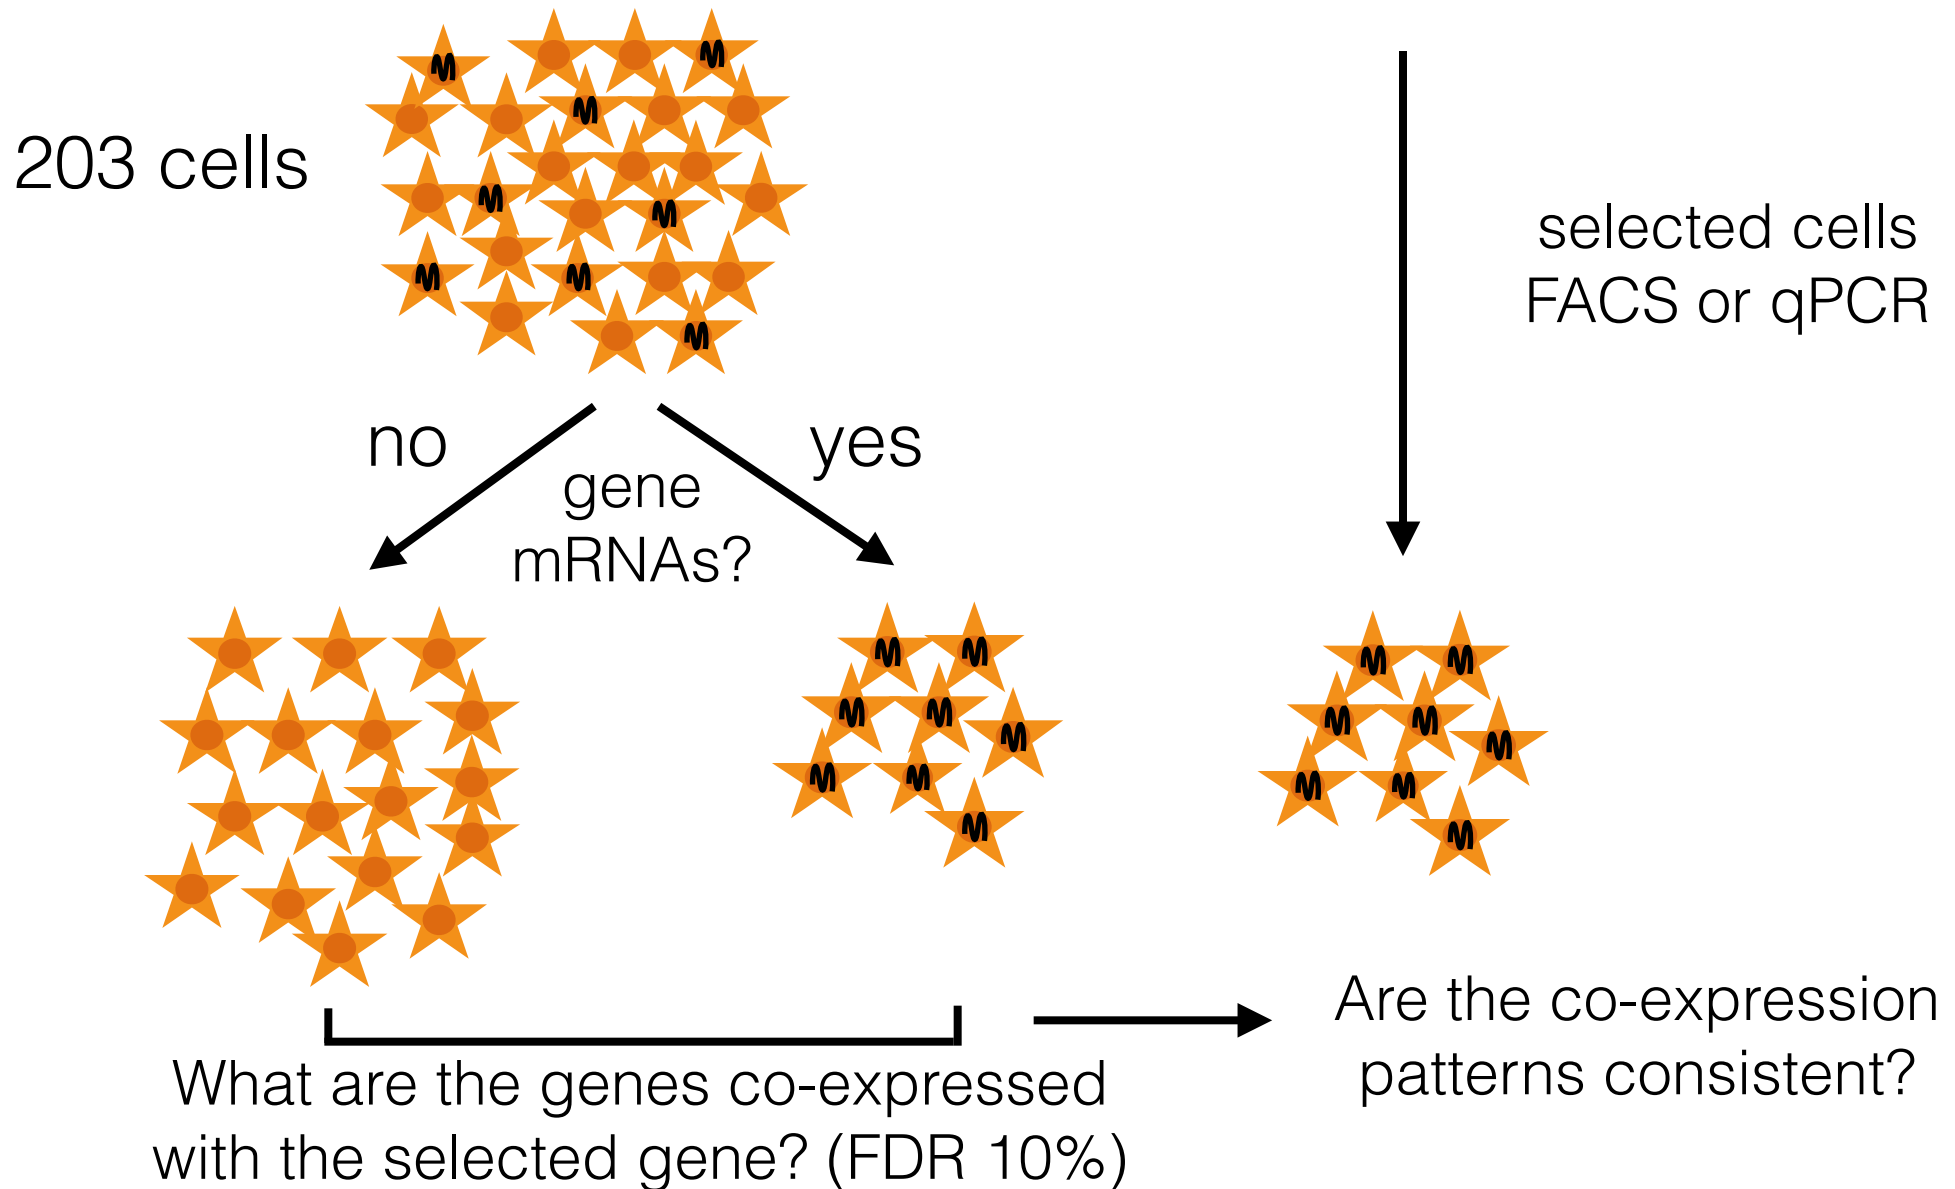 203 cells
selected cells
FACS or qPCR
no
yes
gene
mRNAs?
What are the genes co-expressed
with the selected gene? (FDR 10%)
Are the co-expression
patterns consistent?